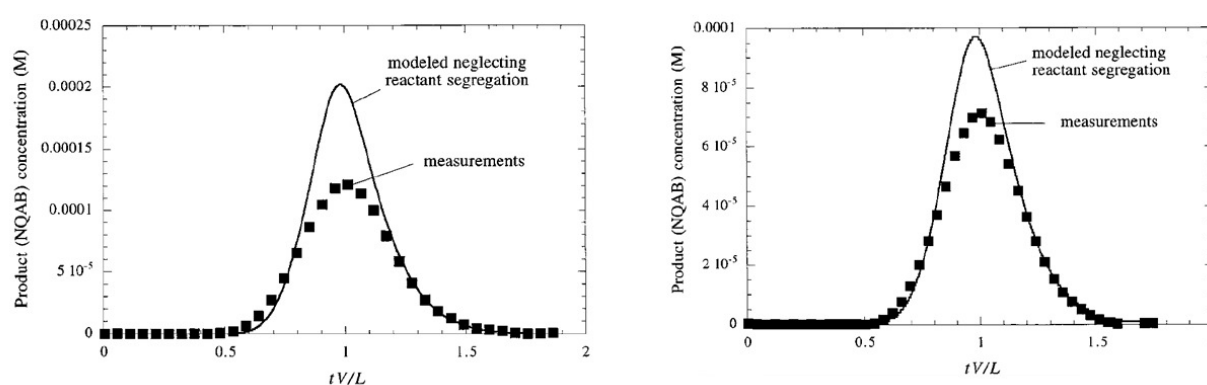 0.00025
0.0002
0.00015
0.0001
5 10⁻⁵
0
Product (NQAB) concentration (M)
modeled neglecting
reactant segregation
measurements
0 0.5 1 1.5 2
tV/L
0.0001
8 10⁻⁵
6 10⁻⁵
4 10⁻⁵
2 10⁻⁵
0
Product (NQAB) concentration (M)
modeled neglecting
reactant segregation
measurements
0 0.5 1 1.5
tV/L